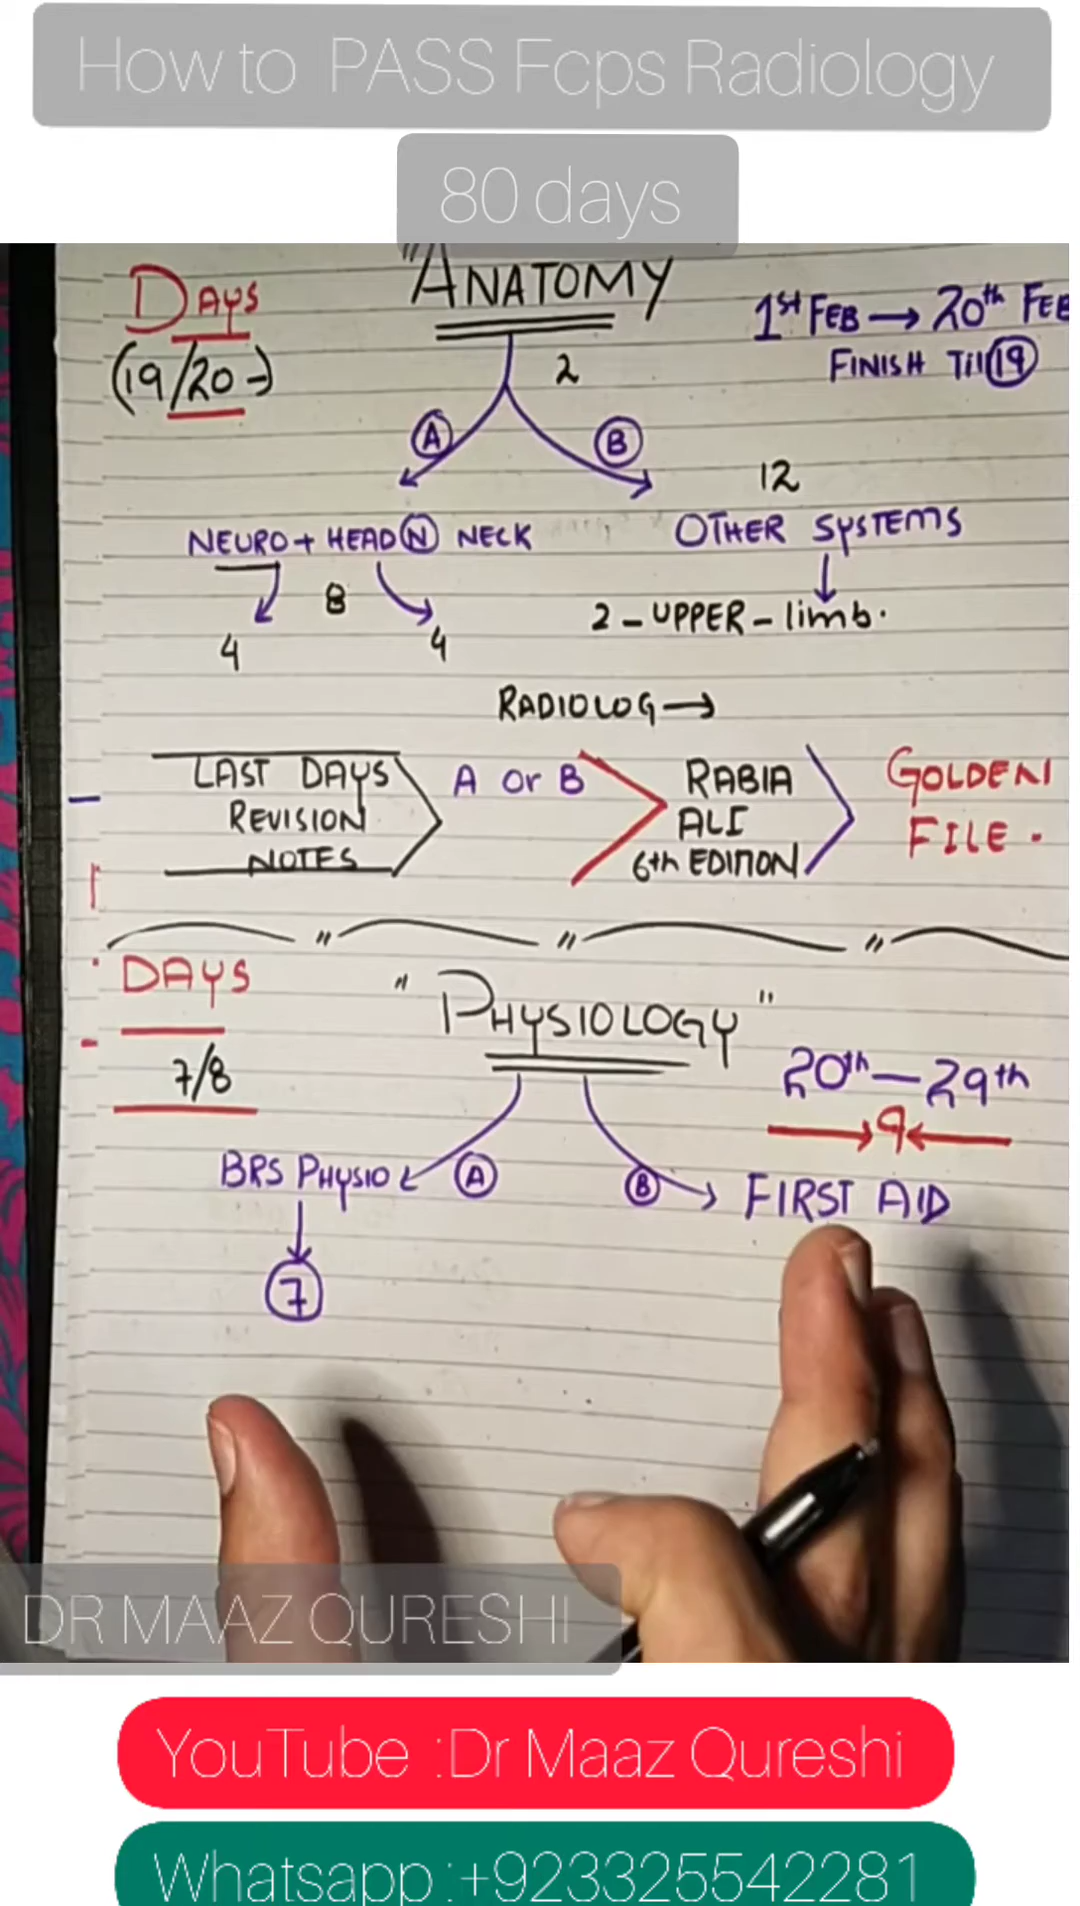 How to PASS Fcps Radiology
80 days
DAYS
(19/20-)
"ANATOMY
1st FEB → 20th FEB
FINISH Till 19
2
A
B
12
NEURO + HEAD N NECK
OTHER SYSTEMS
8
4
4
2 - UPPER - limb.
RADIOLOG →
LAST DAYS
REVISION
NOTES
A or B
RABIA
ALI
6th EDITION
GOLDEN
FILE.
DAYS
7/8
"PHYSIOLOGY"
20th - 29th
→ 9 ←
BRS PHYSIO
A
B
→ FIRST AID
7
DR MAAZ QURESHI
YouTube :Dr Maaz Qureshi
Whatsapp :+923325542281